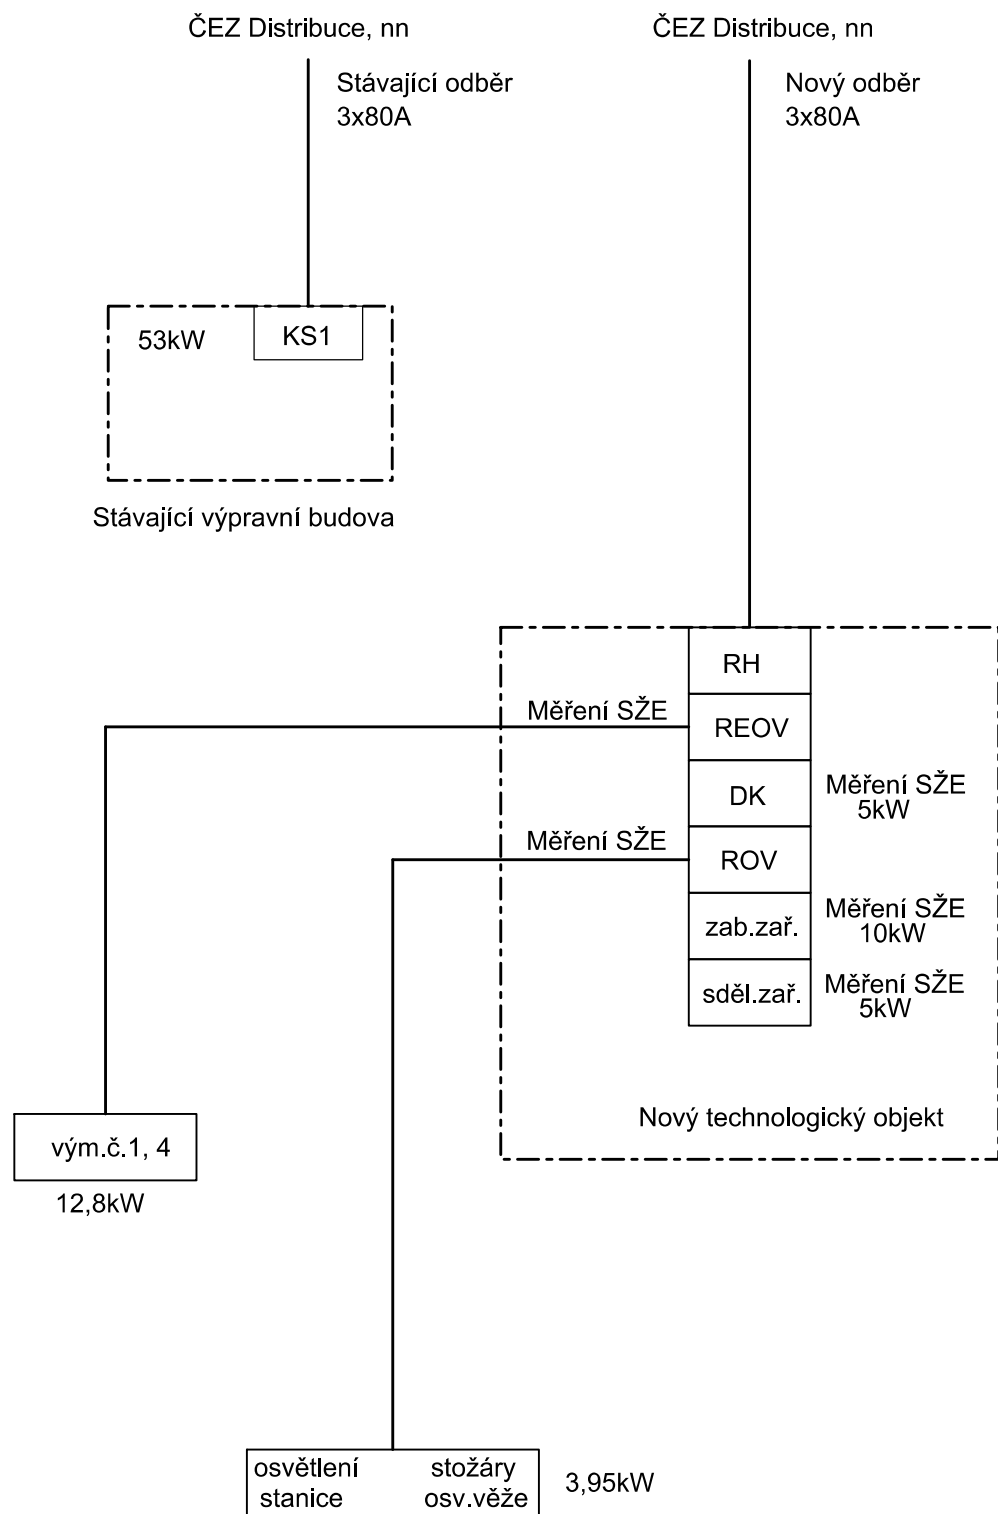 ČEZ Distribuce, nn
ČEZ Distribuce, nn
Stávající odběr
3x80A
Nový odběr
3x80A
53kW
KS1
Stávající výpravní budova
RH
Měření SŽE
REOV
DK
Měření SŽE
5kW
Měření SŽE
ROV
zab.zař.
Měření SŽE
10kW
sděl.zař.
Měření SŽE
5kW
Nový technologický objekt
vým.č.1, 4
12,8kW
osvětlení
stanice
stožáry
osv.věže
3,95kW